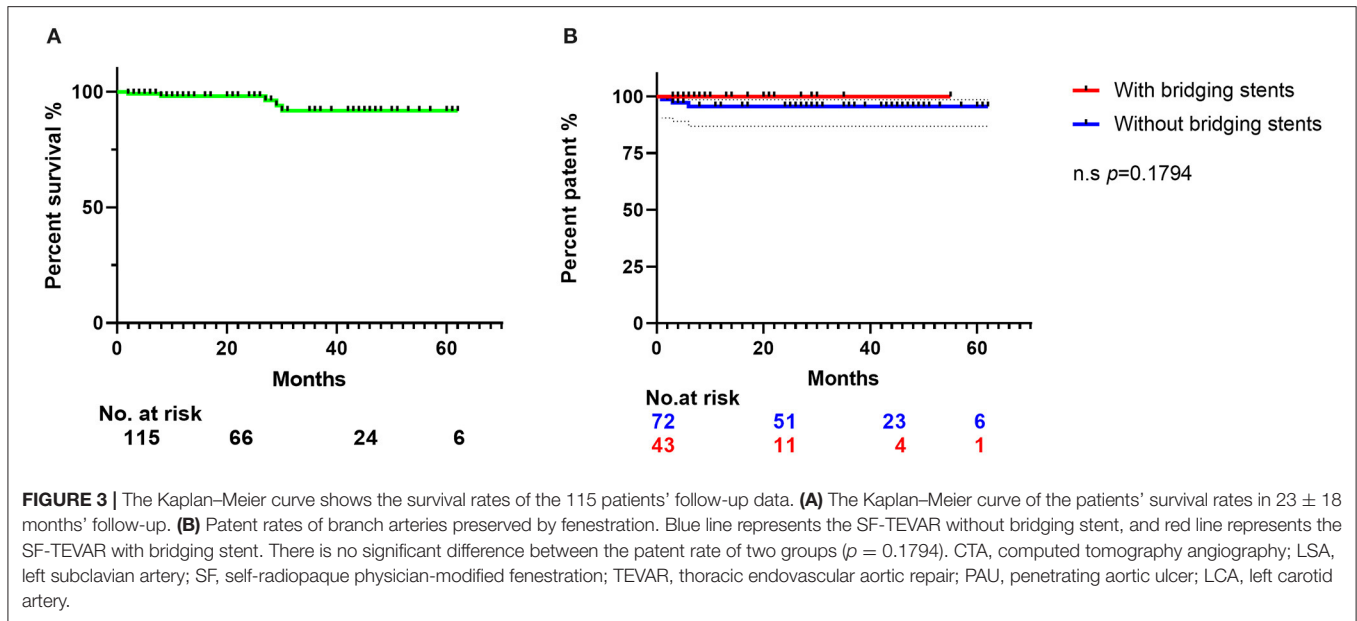 A
B
100
50
0
Percent survival %
0
20
40
60
Months
No. at risk
115 66 24 6
100
75
50
25
0
Percent patent %
0
20
40
60
Months
No.at risk
72 51 23 6
43 11 4 1
With bridging stents
Without bridging stents
n.s p=0.1794
FIGURE 3 | The Kaplan–Meier curve shows the survival rates of the 115 patients' follow-up data. (A) The Kaplan–Meier curve of the patients' survival rates in 23 ± 18
months' follow-up. (B) Patent rates of branch arteries preserved by fenestration. Blue line represents the SF-TEVAR without bridging stent, and red line represents the
SF-TEVAR with bridging stent. There is no significant difference between the patent rate of two groups (p = 0.1794). CTA, computed tomography angiography; LSA,
left subclavian artery; SF, self-radiopaque physician-modified fenestration; TEVAR, thoracic endovascular aortic repair; PAU, penetrating aortic ulcer; LCA, left carotid
artery.